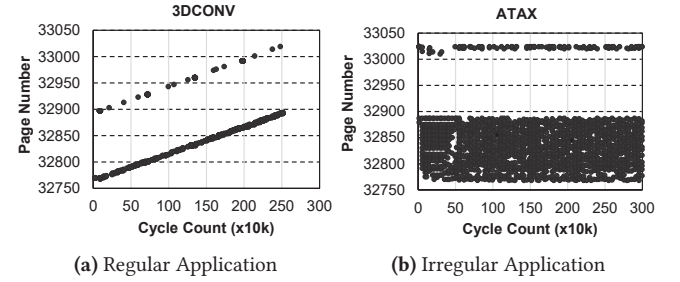 3DCONV
Page Number
33050
33000
32950
32900
32850
32800
32750
0 50 100 150 200 250 300
Cycle Count (x10k)
(a) Regular Application
ATAX
Page Number
33050
33000
32950
32900
32850
32800
32750
0 50 100 150 200 250 300
Cycle Count (x10k)
(b) Irregular Application